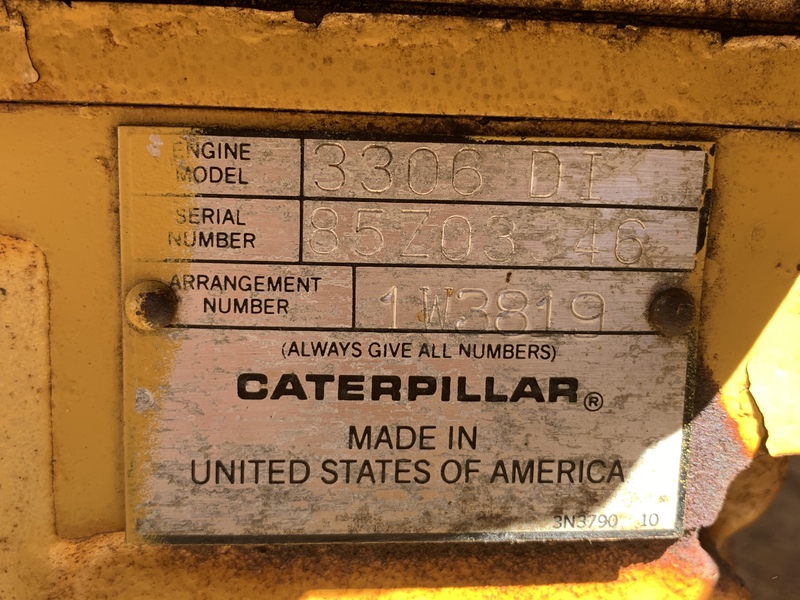 ENGINE MODEL 3306 DI
SERIAL NUMBER 85Z03 46
ARRANGEMENT NUMBER 1W3819
(ALWAYS GIVE ALL NUMBERS)
CATERPILLAR®
MADE IN
UNITED STATES OF AMERICA
3N3790 10